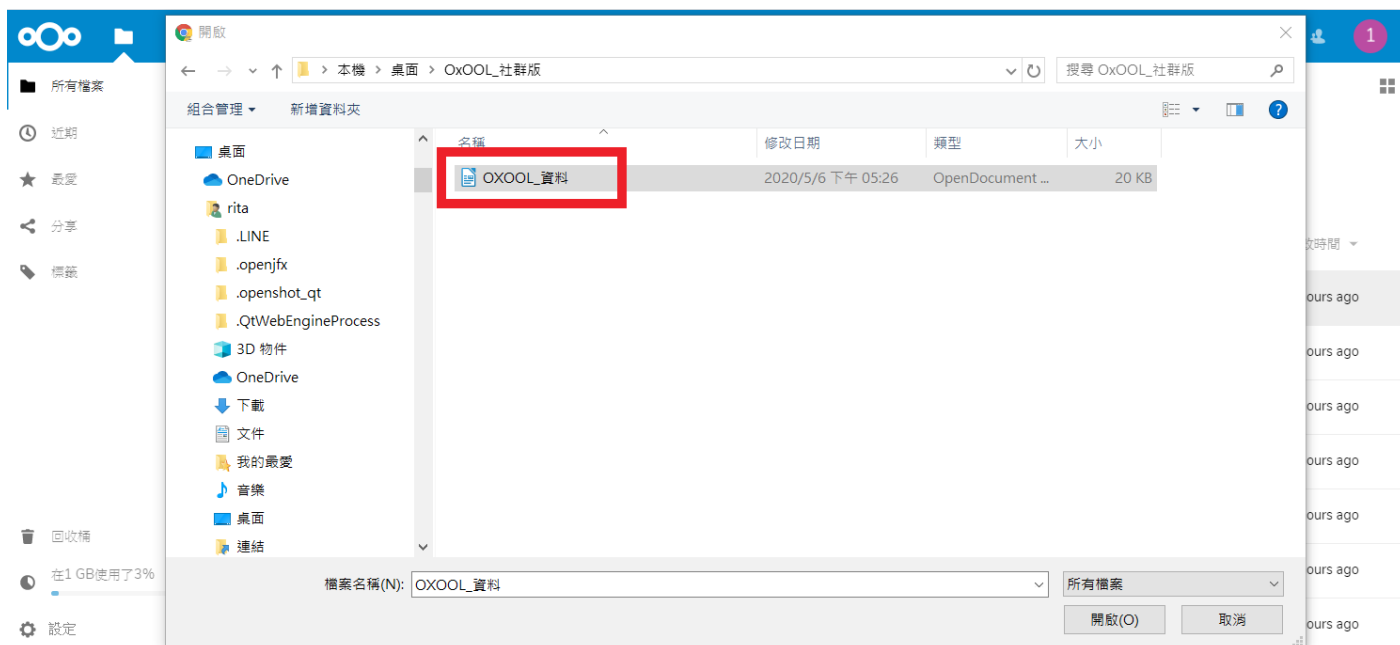 開啟
1
本機 > 桌面 > OxOOL_社群版
搜尋 OxOOL_社群版
組合管理
新增資料夾
?
所有檔案
近期
最愛
分享
標籤
回收桶
在1 GB使用了3%
設定
桌面
OneDrive
rita
.LINE
.openjfx
.openshot_qt
.QtWebEngineProcess
3D 物件
OneDrive
下載
文件
我的最愛
音樂
桌面
連結
名稱 修改日期 類型 大小
OXOOL_資料 2020/5/6 下午 05:26 OpenDocument ... 20 KB
時間
ours ago
ours ago
ours ago
ours ago
ours ago
ours ago
ours ago
檔案名稱(N): OXOOL_資料
所有檔案
開啟(O) 取消